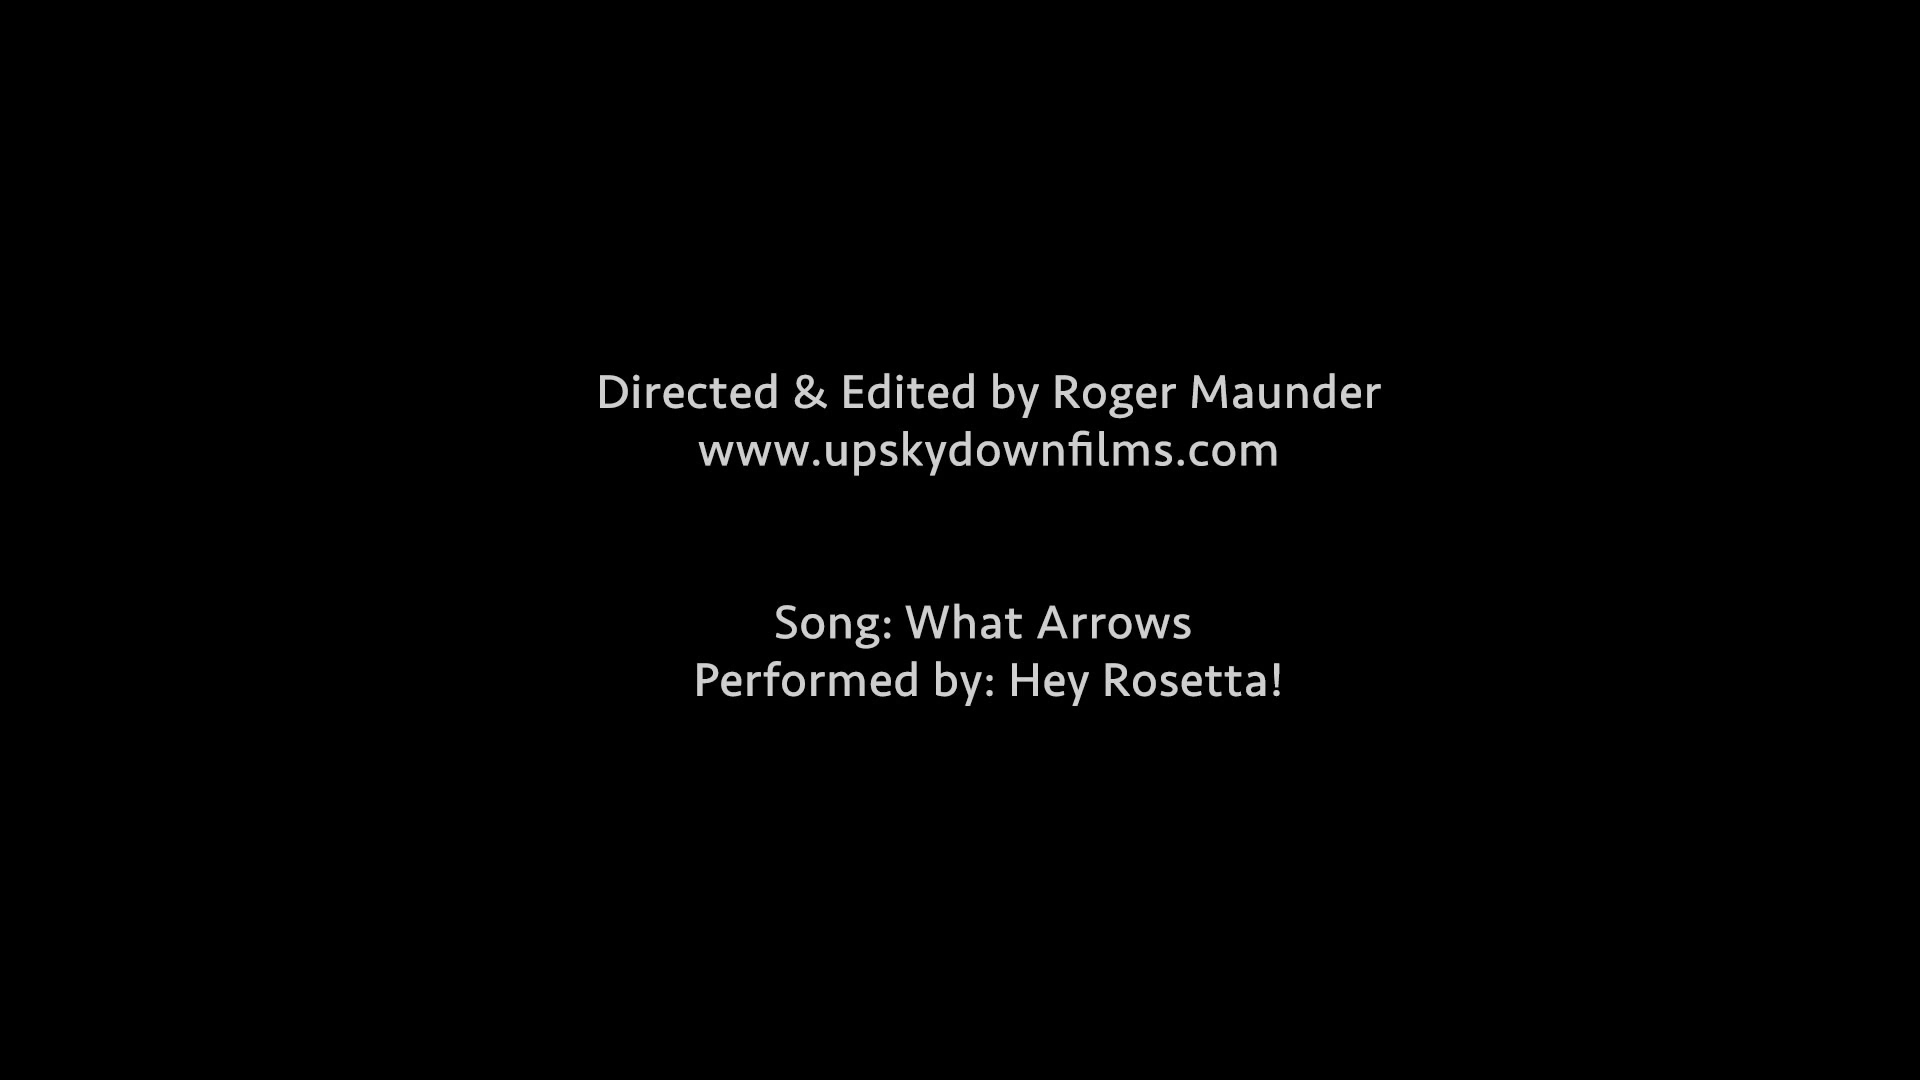 Directed & Edited by Roger Maunder
www.upskydownfilms.com
Song: What Arrows
Performed by: Hey Rosetta!